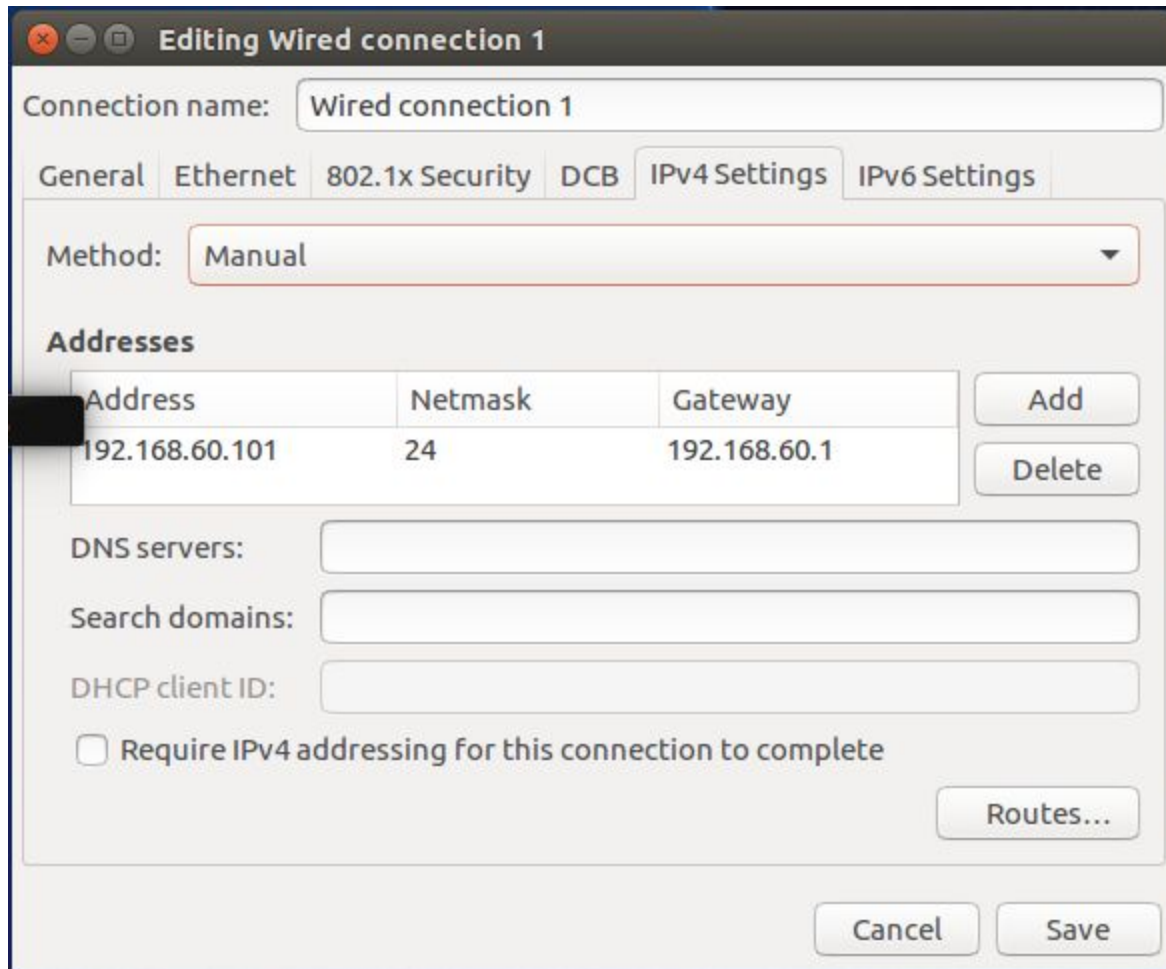 Editing Wired connection 1
Connection name: Wired connection 1
General Ethernet 802.1x Security DCB IPv4 Settings IPv6 Settings
Method: Manual
Addresses
Address Netmask Gateway Add
192.168.60.101 24 192.168.60.1
Delete
DNS servers:
Search domains:
DHCP client ID:
Require IPv4 addressing for this connection to complete
Routes...
Cancel Save